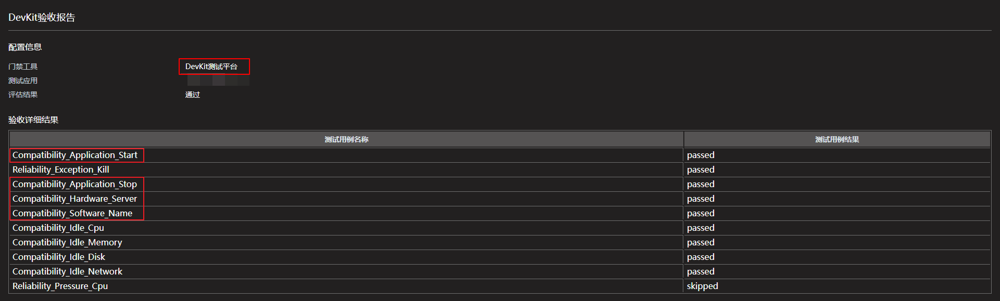 DevKit验收报告
配置信息
门禁工具 DevKit测试平台
测试应用
评估结果 通过
验收详细结果
测试用例名称 测试用例结果
Compatibility_Application_Start passed
Reliability_Exception_Kill passed
Compatibility_Application_Stop passed
Compatibility_Hardware_Server passed
Compatibility_Software_Name passed
Compatibility_Idle_Cpu passed
Compatibility_Idle_Memory passed
Compatibility_Idle_Disk passed
Compatibility_Idle_Network passed
Reliability_Pressure_Cpu skipped